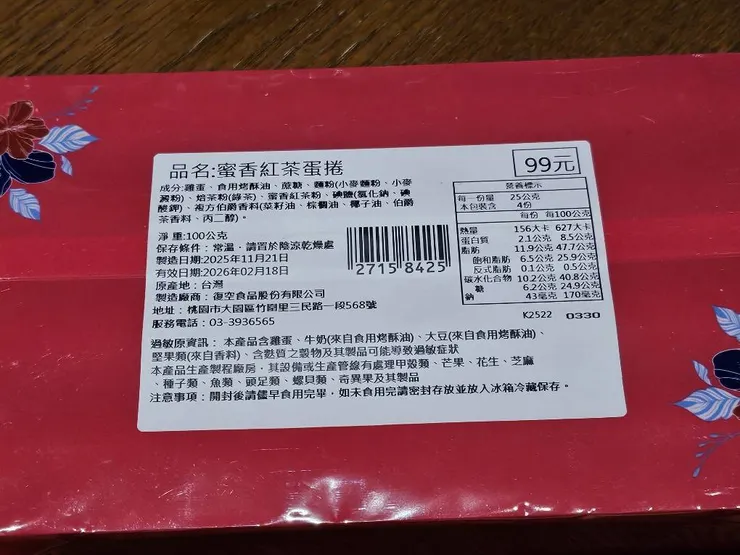 品名:蜜香紅茶蛋捲
99元
成分:雞蛋、食用烤酥油、蔗糖、麵粉(小麥麵粉、小麥
澱粉)、焙茶粉(綠茶)、蜜香紅茶粉、碘鹽(氯化鈉、碘
酸鉀)、複方伯爵香料(菜籽油、棕櫚油、椰子油、伯爵
茶香料、丙二醇)。
淨重:100公克
保存條件：常溫，請置於陰涼乾燥處
製造日期:2025年11月21日
有效日期:2026年02月18日
原產地：台灣
製造廠商：復空食品股份有限公司
地址：桃園市大園區竹圍里三民路一段568號
服務電話：03-3936565
2715 8425
營養標示
每一份量 25公克
本包裝含 4份
每份 每100公克
熱量 156大卡 627大卡
蛋白質 2.1公克 8.5公克
脂肪 11.9公克 47.7公克
飽和脂肪 6.5公克 25.9公克
反式脂肪 0.1公克 0.5公克
碳水化合物 10.2公克 40.8公克
糖 6.2公克 24.9公克
鈉 43毫克 170毫克
K2522 0330
過敏原資訊：本產品含雞蛋、牛奶(來自食用烤酥油)、大豆(來自食用烤酥油)、
堅果類(來自香料)、含麩質之穀物及其製品可能導致過敏症狀
本產品生產製程廠房，其設備或生產管線有處理甲殼類、芒果、花生、芝麻
、種子類、魚類、頭足類、螺貝類、奇異果及其製品
注意事項：開封後請儘早食用完畢，如未食用完請密封存放並放入冰箱冷藏保存。